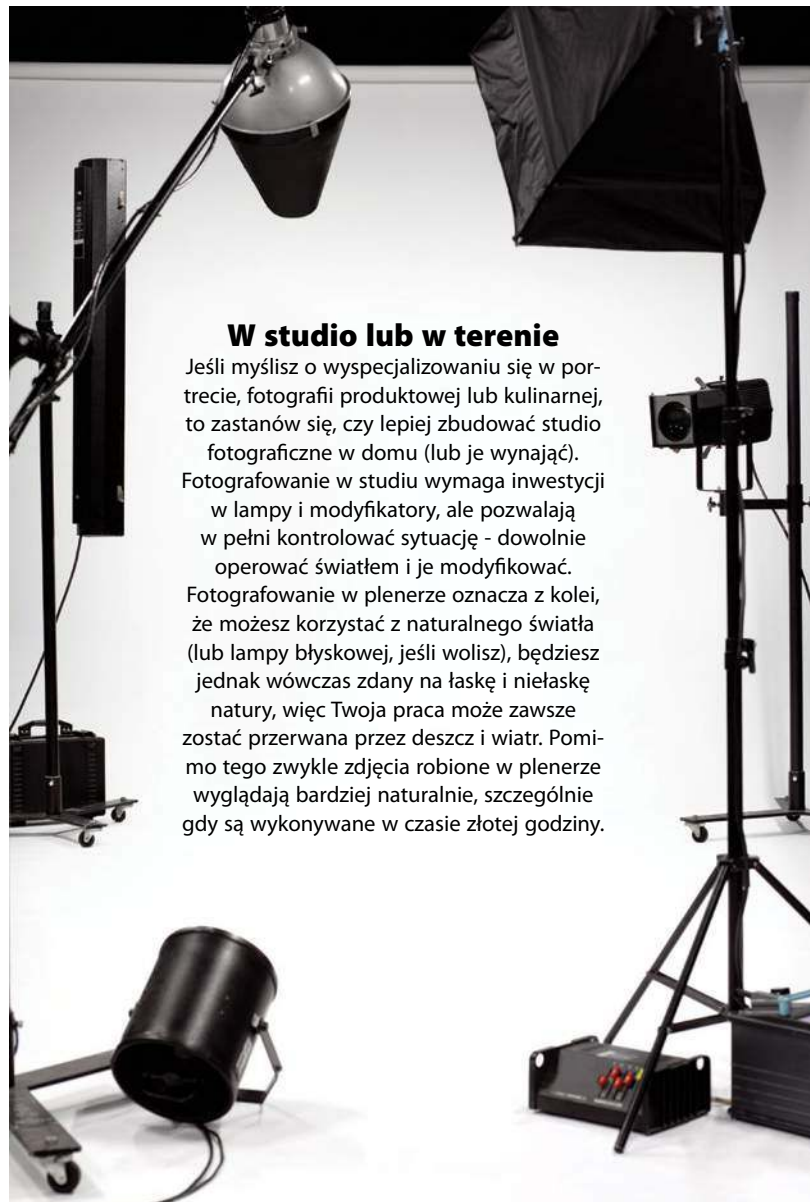 W studio lub w terenie
Jeśli myślisz o wyspecjalizowaniu się w por-
trecie, fotografii produktowej lub kulinarnej,
to zastanów się, czy lepiej zbudować studio
fotograficzne w domu (lub je wynająć).
Fotografowanie w studiu wymaga inwestycji
w lampy i modyfikatory, ale pozwalają
w pełni kontrolować sytuację - dowolnie
operować światłem i je modyfikować.
Fotografowanie w plenerze oznacza z kolei,
że możesz korzystać z naturalnego światła
(lub lampy błyskowej, jeśli wolisz), będziesz
jednak wówczas zdany na łaskę i niełaskę
natury, więc Twoja praca może zawsze
zostać przerwana przez deszcz i wiatr. Pomi-
mo tego zwykle zdjęcia robione w plenerze
wyglądają bardziej naturalnie, szczególnie
gdy są wykonywane w czasie złotej godziny.